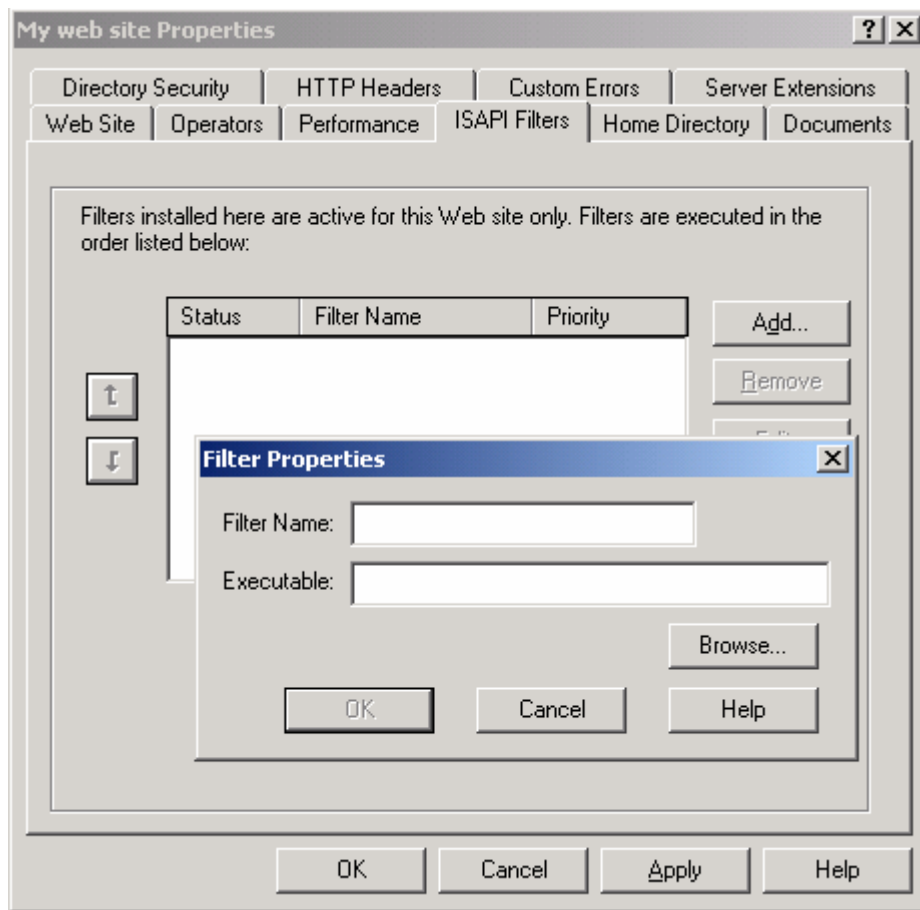 My web site Properties
Directory Security HTTP Headers Custom Errors Server Extensions
Web Site Operators Performance ISAPI Filters Home Directory Documents
Filters installed here are active for this Web site only. Filters are executed in the
order listed below:
Status Filter Name Priority
Add...
Remove
Filter Properties
Filter Name:
Executable:
Browse...
OK Cancel Help
OK Cancel Apply Help